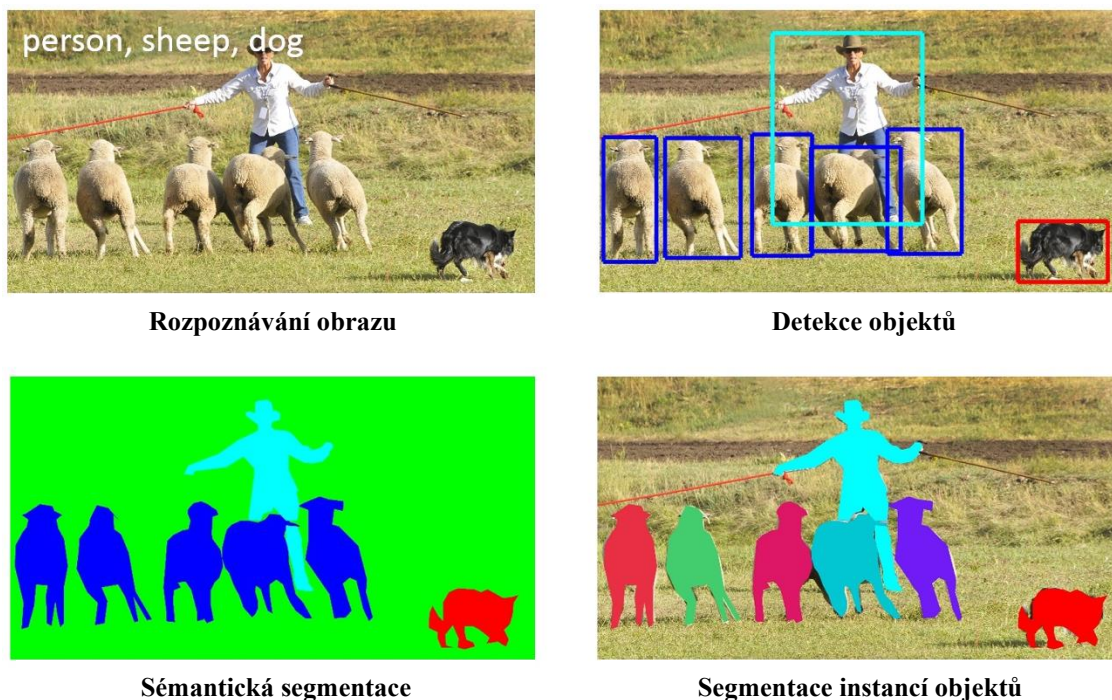 person, sheep, dog
Rozpoznávání obrazu
Detekce objektů
Sémantická segmentace
Segmentace instancí objektů